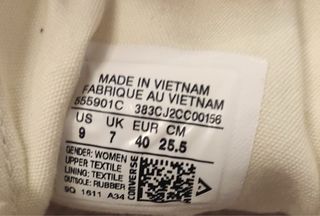 MADE IN VIETNAM
FABRIQUE AU VIETNAM
555901C 383CJ2CC00156
US UK EUR CM
9 7 40 25.5
GENDER: WOMEN
UPPER: TEXTILE
LINING: TEXTILE
OUTSOLE: RUBBER
9Q 1611 A34
CONVERSE